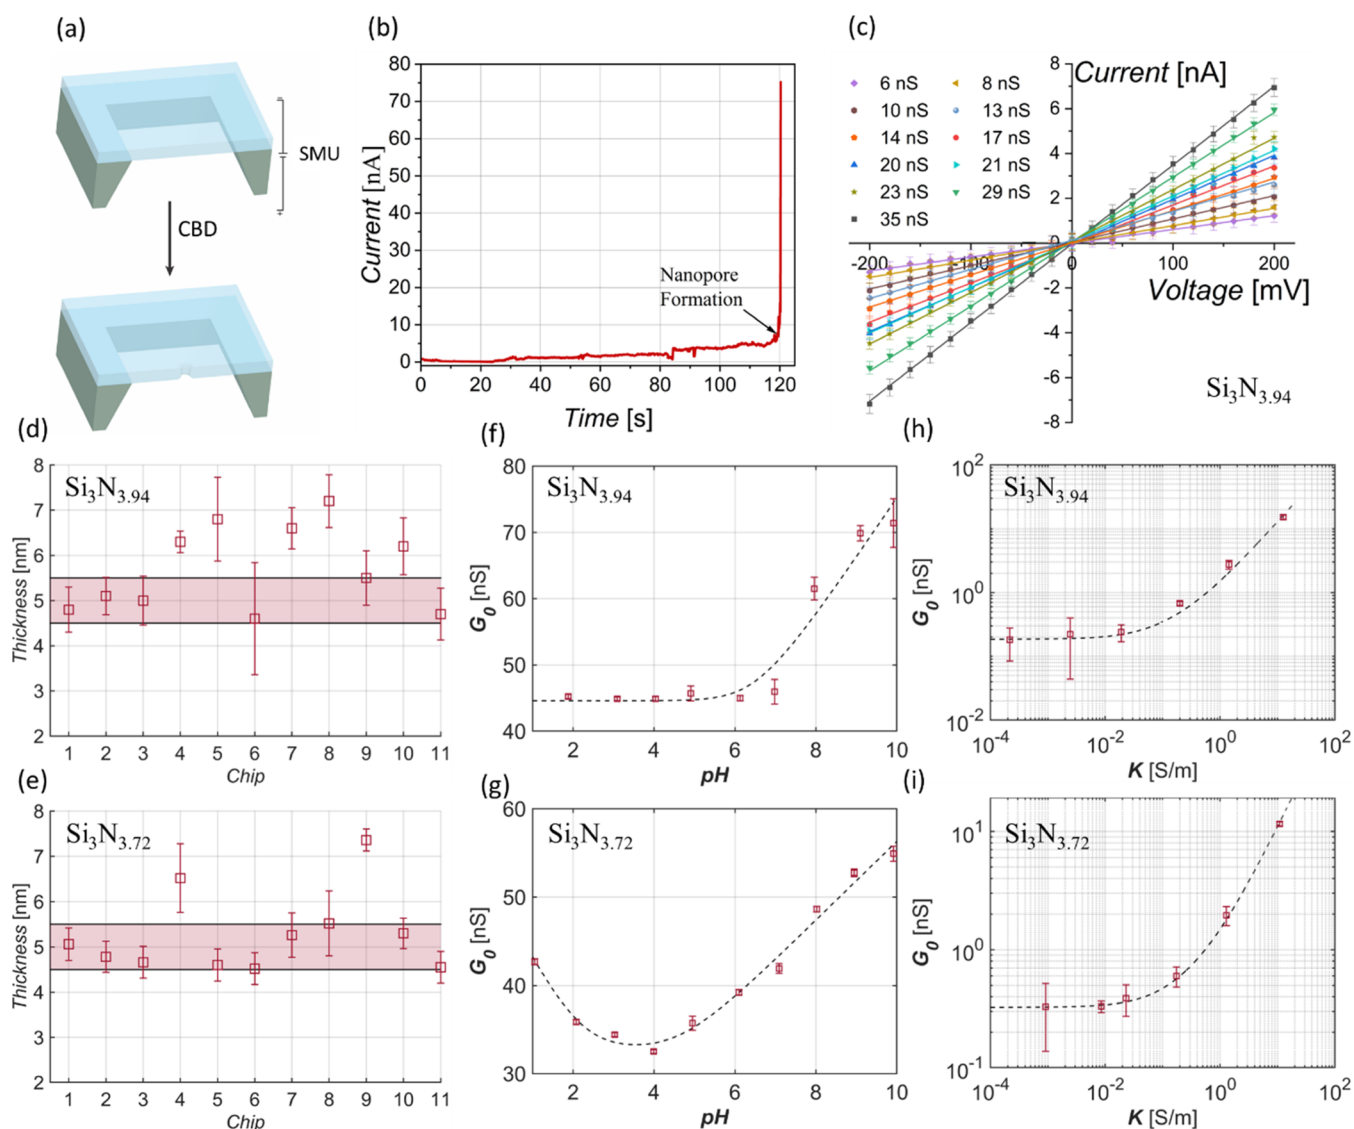 (a)
SMU
CBD
(b)
80
70
60
50
40
30
20
10
0
Current [nA]
Nanopore
Formation
0 20 40 60 80 100 120
Time [s]
(c)
Current [nA]
6 nS 8 nS
10 nS 13 nS
14 nS 17 nS
20 nS 21 nS
23 nS 29 nS
35 nS
8
6
4
2
0
-2
-4
-6
-8
-200 -100 0 100 200
Voltage [mV]
Si3N3.94
(d)
Si3N3.94
8
7
6
5
4
3
2
Thickness [nm]
1 2 3 4 5 6 7 8 9 10 11
Chip
(f)
Si3N3.94
80
70
60
50
40
G0 [nS]
2 4 6 8 10
pH
(h)
Si3N3.94
10^2
10^0
10^-2
G0 [nS]
10^-4 10^-2 10^0 10^2
K [S/m]
(e)
Si3N3.72
8
7
6
5
4
3
2
Thickness [nm]
1 2 3 4 5 6 7 8 9 10 11
Chip
(g)
Si3N3.72
60
50
40
30
G0 [nS]
2 4 6 8 10
pH
(i)
Si3N3.72
10^1
10^0
10^-1
G0 [nS]
10^-4 10^-2 10^0 10^2
K [S/m]